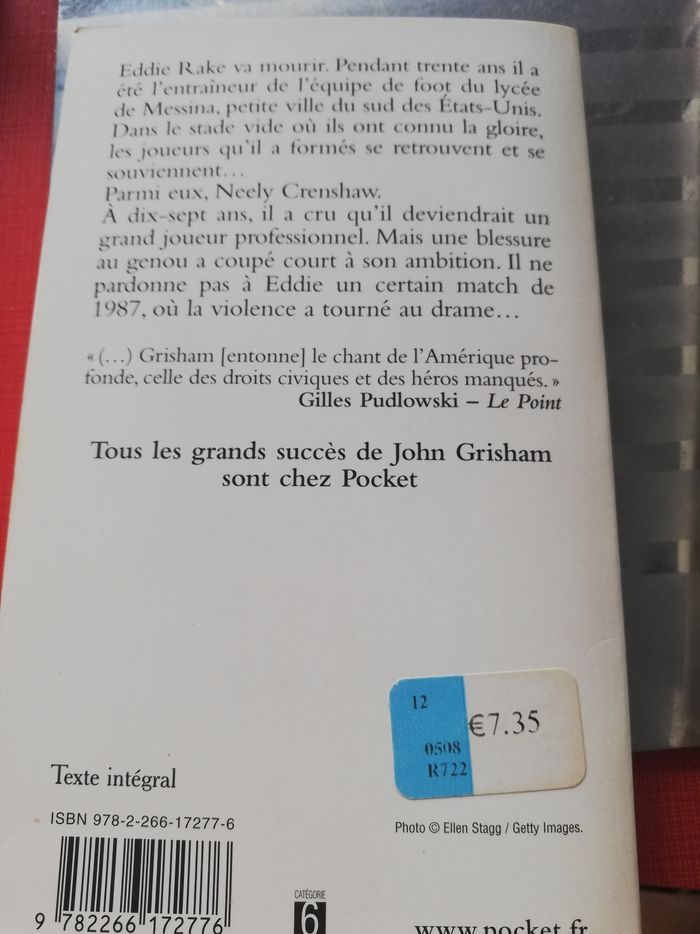 Eddie Rake va mourir. Pendant trente ans il a
été l'entraîneur de l'équipe de foot du lycée
de Messina, petite ville du sud des États-Unis.
Dans le stade vide où ils ont connu la gloire,
les joueurs qu'il a formés se retrouvent et se
souviennent...
Parmi eux, Neely Crenshaw.
À dix-sept ans, il a cru qu'il deviendrait un
grand joueur professionnel. Mais une blessure
au genou a coupé court à son ambition. Il ne
pardonne pas à Eddie un certain match de
1987, où la violence a tourné au drame...
« (...) Grisham [entonne] le chant de l'Amérique pro-
fonde, celle des droits civiques et des héros manqués. »
Gilles Pudlowski – Le Point
Tous les grands succès de John Grisham
sont chez Pocket
12
€7.35
0508
R722
Texte intégral
ISBN 978-2-266-17277-6
Photo © Ellen Stagg / Getty Images.
9 782266 172776
CATÉGORIE
6
www.pocket.fr